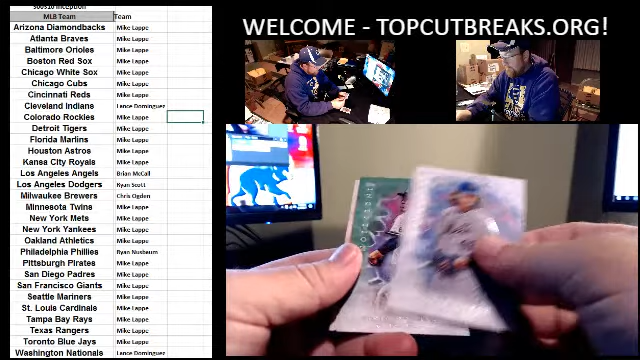 500510 Inception
WELCOME - TOPCUTBREAKS.ORG!
MLB Team Team
Arizona Diamondbacks Mike Lappe
Atlanta Braves Mike Lappe
Baltimore Orioles Mike Lappe
Boston Red Sox Mike Lappe
Chicago White Sox Mike Lappe
Chicago Cubs Mike Lappe
Cincinnati Reds Mike Lappe
Cleveland Indians Lance Dominguez
Colorado Rockies Mike Lappe
Detroit Tigers Mike Lappe
Florida Marlins Mike Lappe
Houston Astros Mike Lappe
Kansa City Royals Mike Lappe
Los Angeles Angels Brian McCall
Los Angeles Dodgers Ryan Scott
Milwaukee Brewers Chris Ogden
Minnesota Twins Mike Lappe
New York Mets Mike Lappe
New York Yankees Mike Lappe
Oakland Athletics Mike Lappe
Philadelphia Phillies Ryan Nusbaum
Pittsburgh Pirates Mike Lappe
San Diego Padres Mike Lappe
San Francisco Giants Mike Lappe
Seattle Mariners Mike Lappe
St. Louis Cardinals Mike Lappe
Tampa Bay Rays Mike Lappe
Texas Rangers Mike Lappe
Toronto Blue Jays Mike Lappe
Washington Nationals Lance Dominguez